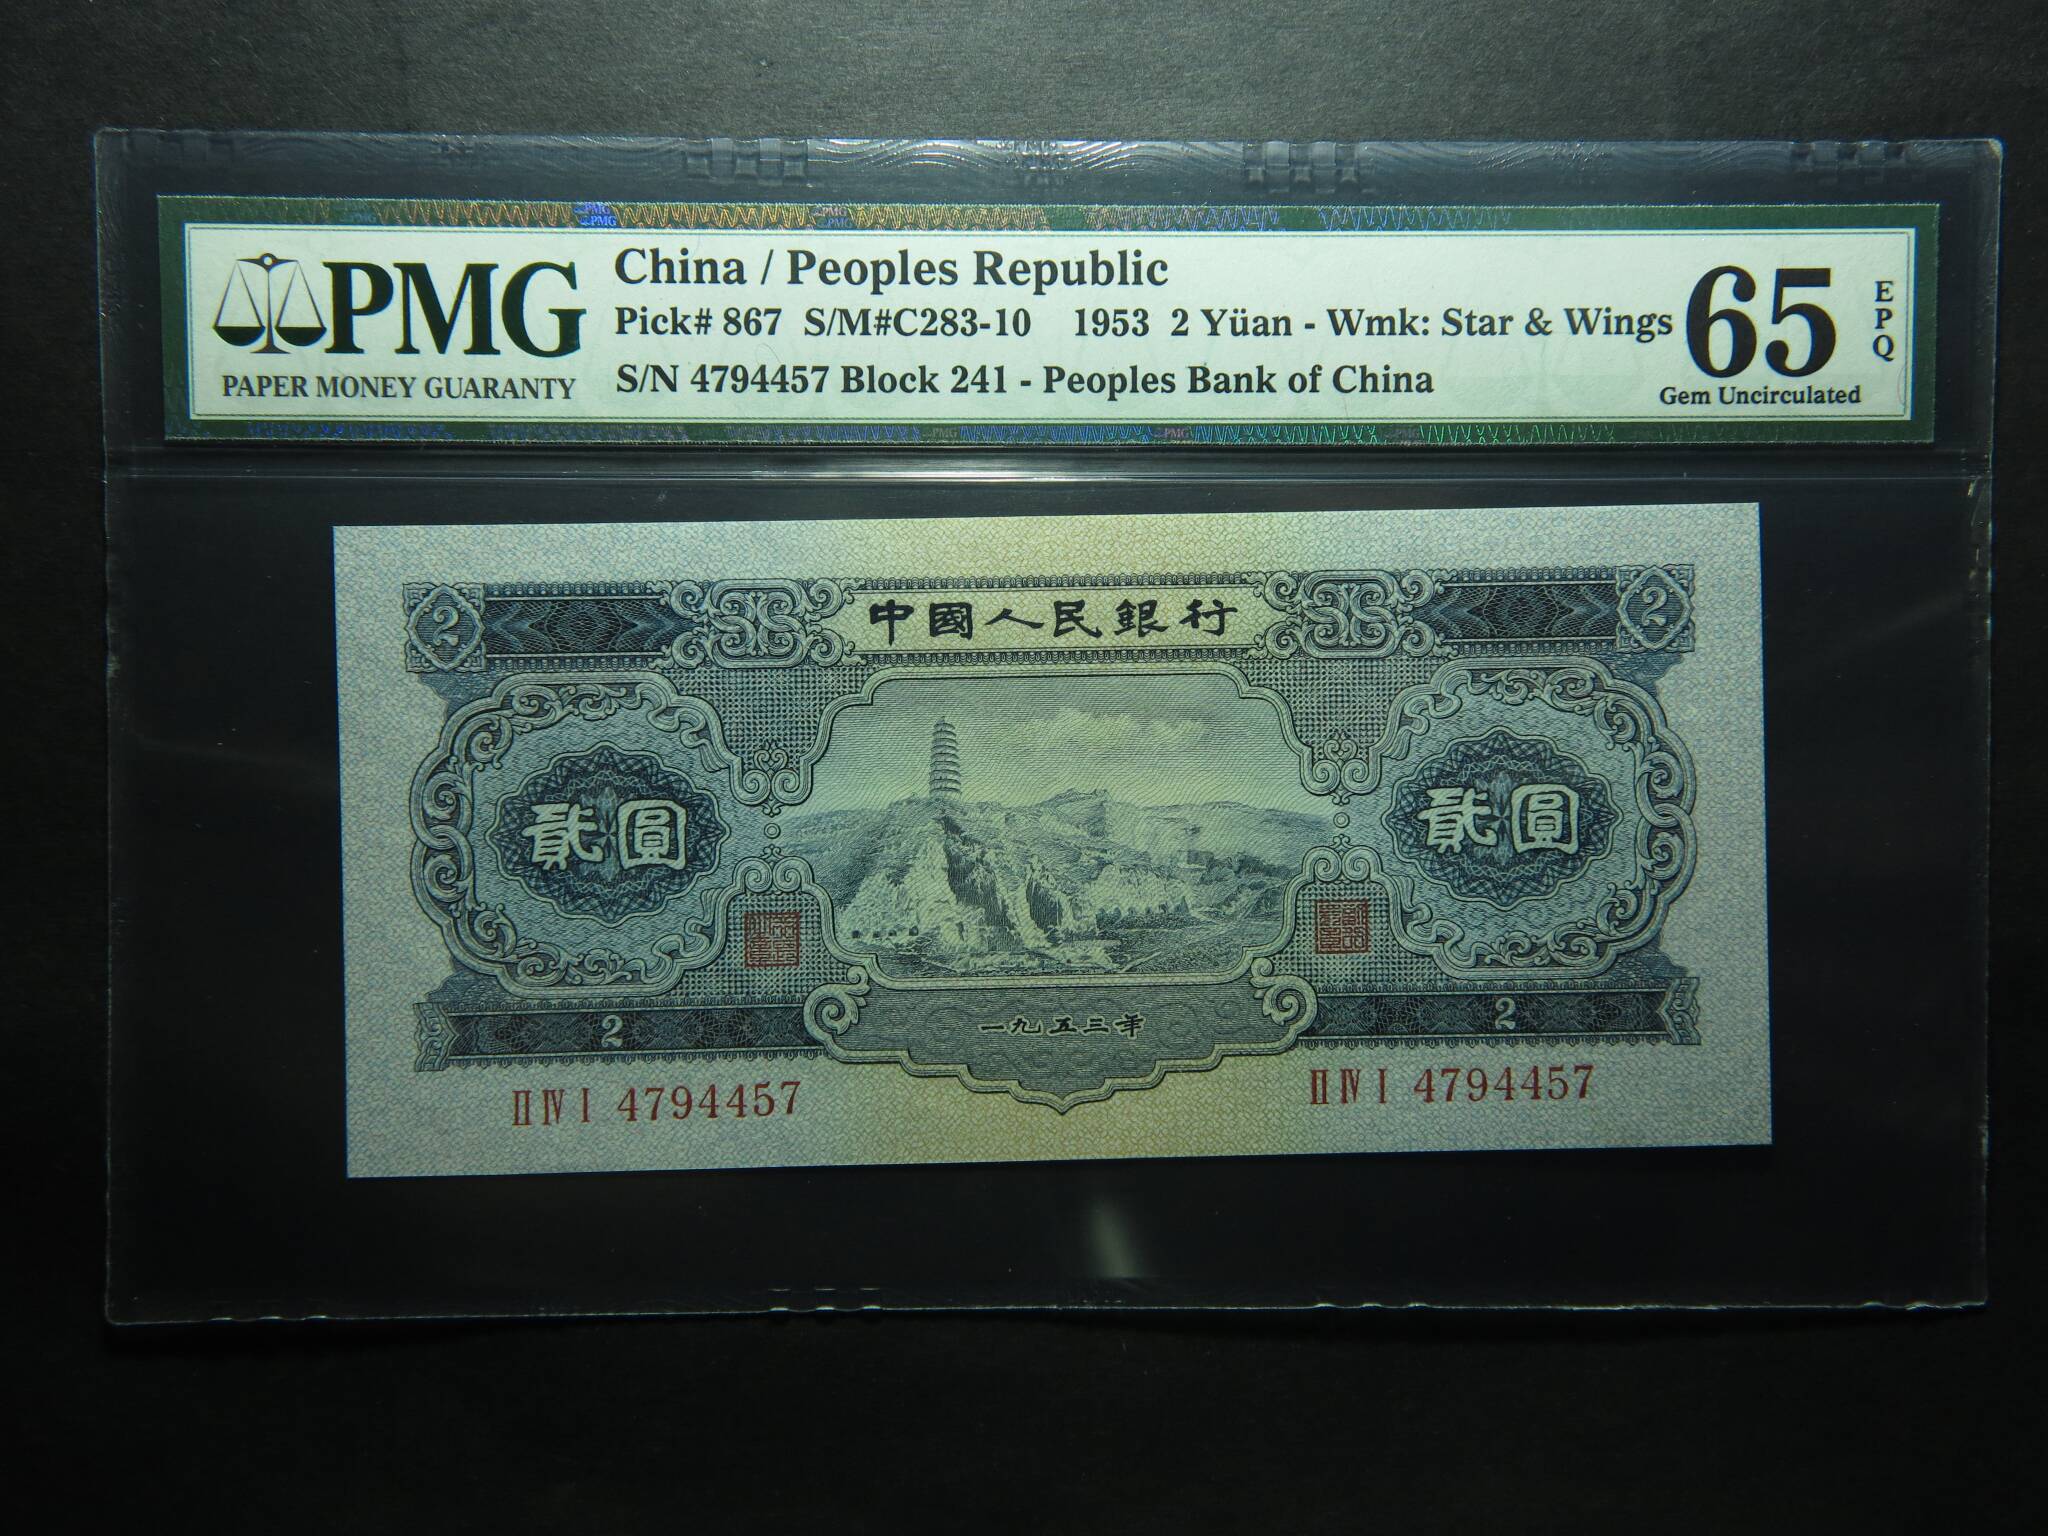 PMG
PAPER MONEY GUARANTY
China / Peoples Republic
Pick# 867 S/M#C283-10 1953 2 Yüan - Wmk: Star & Wings
S/N 4794457 Block 241 - Peoples Bank of China
65
EPQ
Gem Uncirculated
2 中國人民銀行 2
貳圓 貳圓
2 一九五三年 2
II IV I 4794457 II IV I 4794457